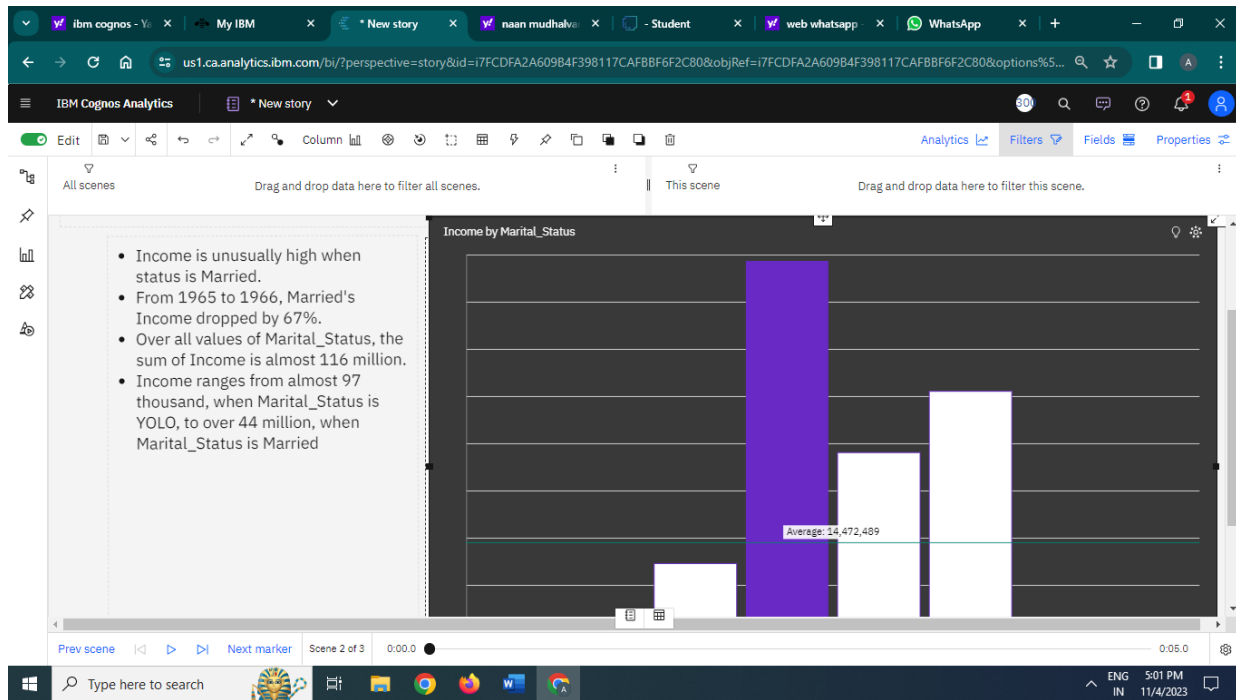 ibm cognos - Ya
My IBM
* New story
naan mudhalva
- Student
web whatsapp -
WhatsApp
us1.ca.analytics.ibm.com/bi/?perspective=story&id=i7FCDFA2A609B4F398117CAFBBF6F2C80&objRef=i7FCDFA2A609B4F398117CAFBBF6F2C80&options%5...
A
IBM Cognos Analytics
* New story
30
1
Edit
Column
Analytics
Filters
Fields
Properties
All scenes
Drag and drop data here to filter all scenes.
This scene
Drag and drop data here to filter this scene.
• Income is unusually high when
status is Married.
• From 1965 to 1966, Married's
Income dropped by 67%.
• Over all values of Marital_Status, the
sum of Income is almost 116 million.
• Income ranges from almost 97
thousand, when Marital_Status is
YOLO, to over 44 million, when
Marital_Status is Married
Income by Marital_Status
Average: 14,472,489
Prev scene
Next marker
Scene 2 of 3
0:00.0
0:05.0
Type here to search
ENG
IN
5:01 PM
11/4/2023